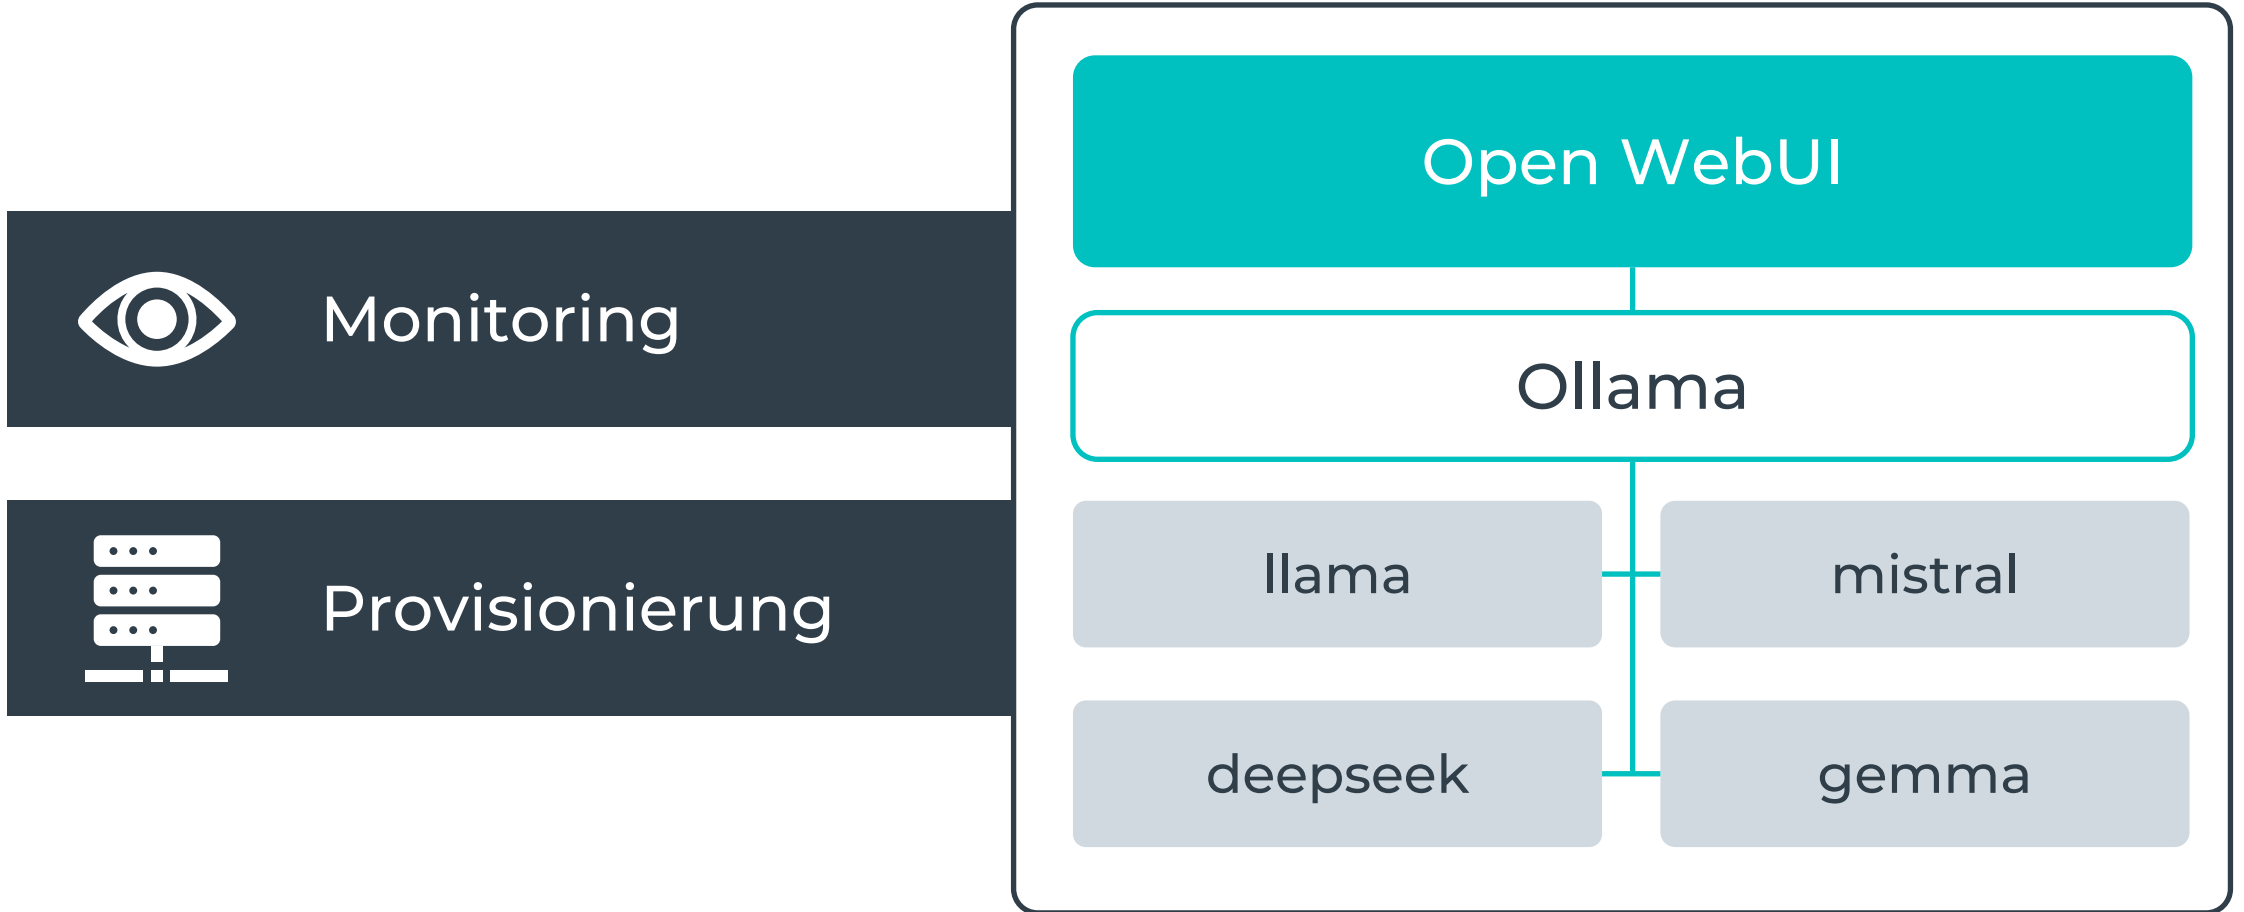 Monitoring
Provisionierung
Open WebUI
Ollama
llama
mistral
deepseek
gemma